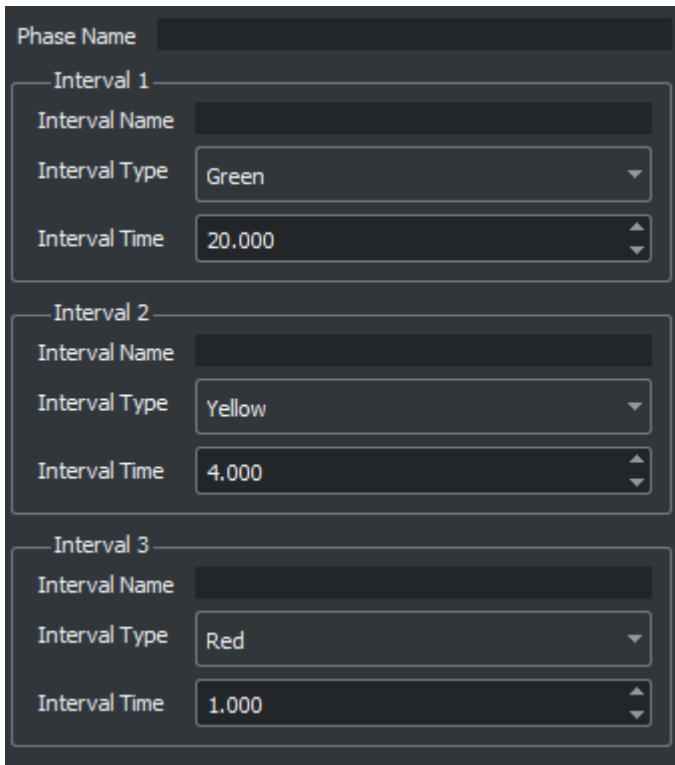 Phase Name
Interval 1
Interval Name
Interval Type Green
Interval Time 20.000
Interval 2
Interval Name
Interval Type Yellow
Interval Time 4.000
Interval 3
Interval Name
Interval Type Red
Interval Time 1.000